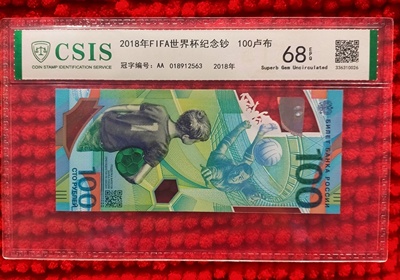 CSIS
COIN STAMP IDENTIFICATION SERVICE
2018年FIFA世界杯纪念钞 100卢布
冠字编号: AA 018912563 2018年
68 EPQ
Superb Gem Uncirculated
336310026
БИЛЕТ БАНКА РОССИИ
100
СТО РУБЛЕЙ
100